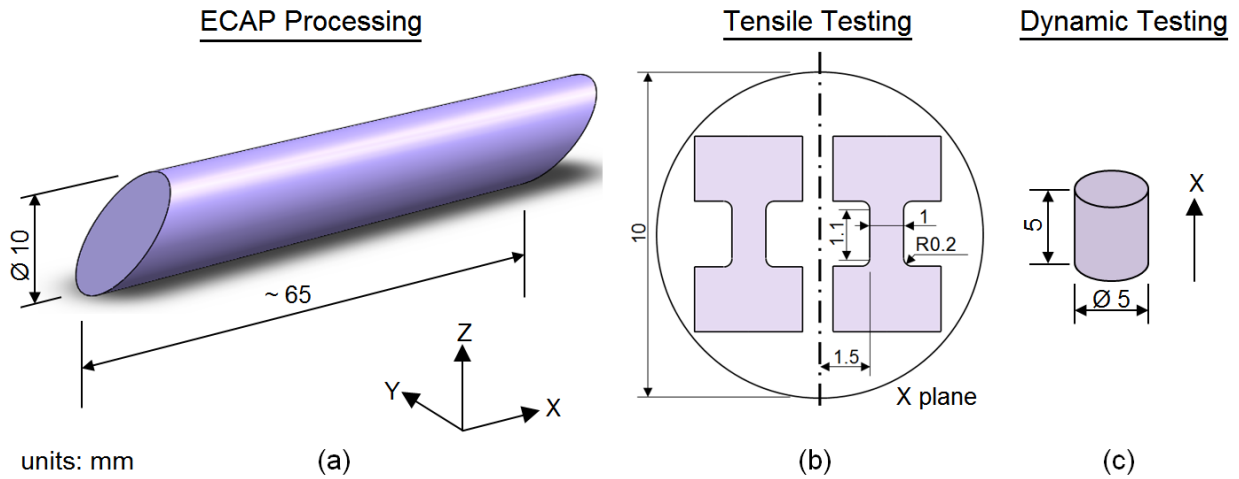 ECAP Processing
Ø 10
~ 65
Z
Y
X
units: mm
(a)
Tensile Testing
10
1.1
1
R0.2
1.5
X plane
(b)
Dynamic Testing
5
X
Ø 5
(c)